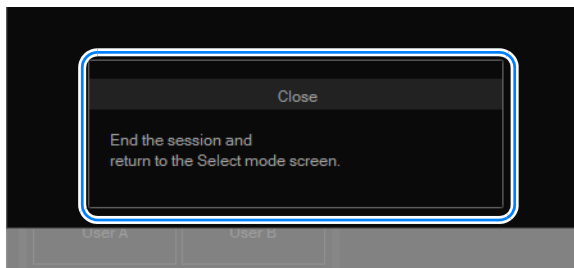 Close
End the session and
return to the Select mode screen.
User A User B